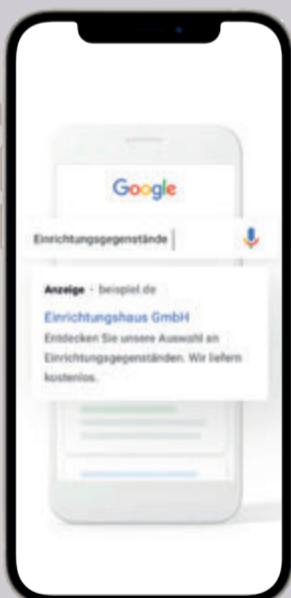 Google
Einrichtungsgegenstände
Anzeige - beispiel.de
Einrichtungshaus GmbH
Entdecken Sie unsere Auswahl an
Einrichtungsgegenständen. Wir liefern
kostenlos.